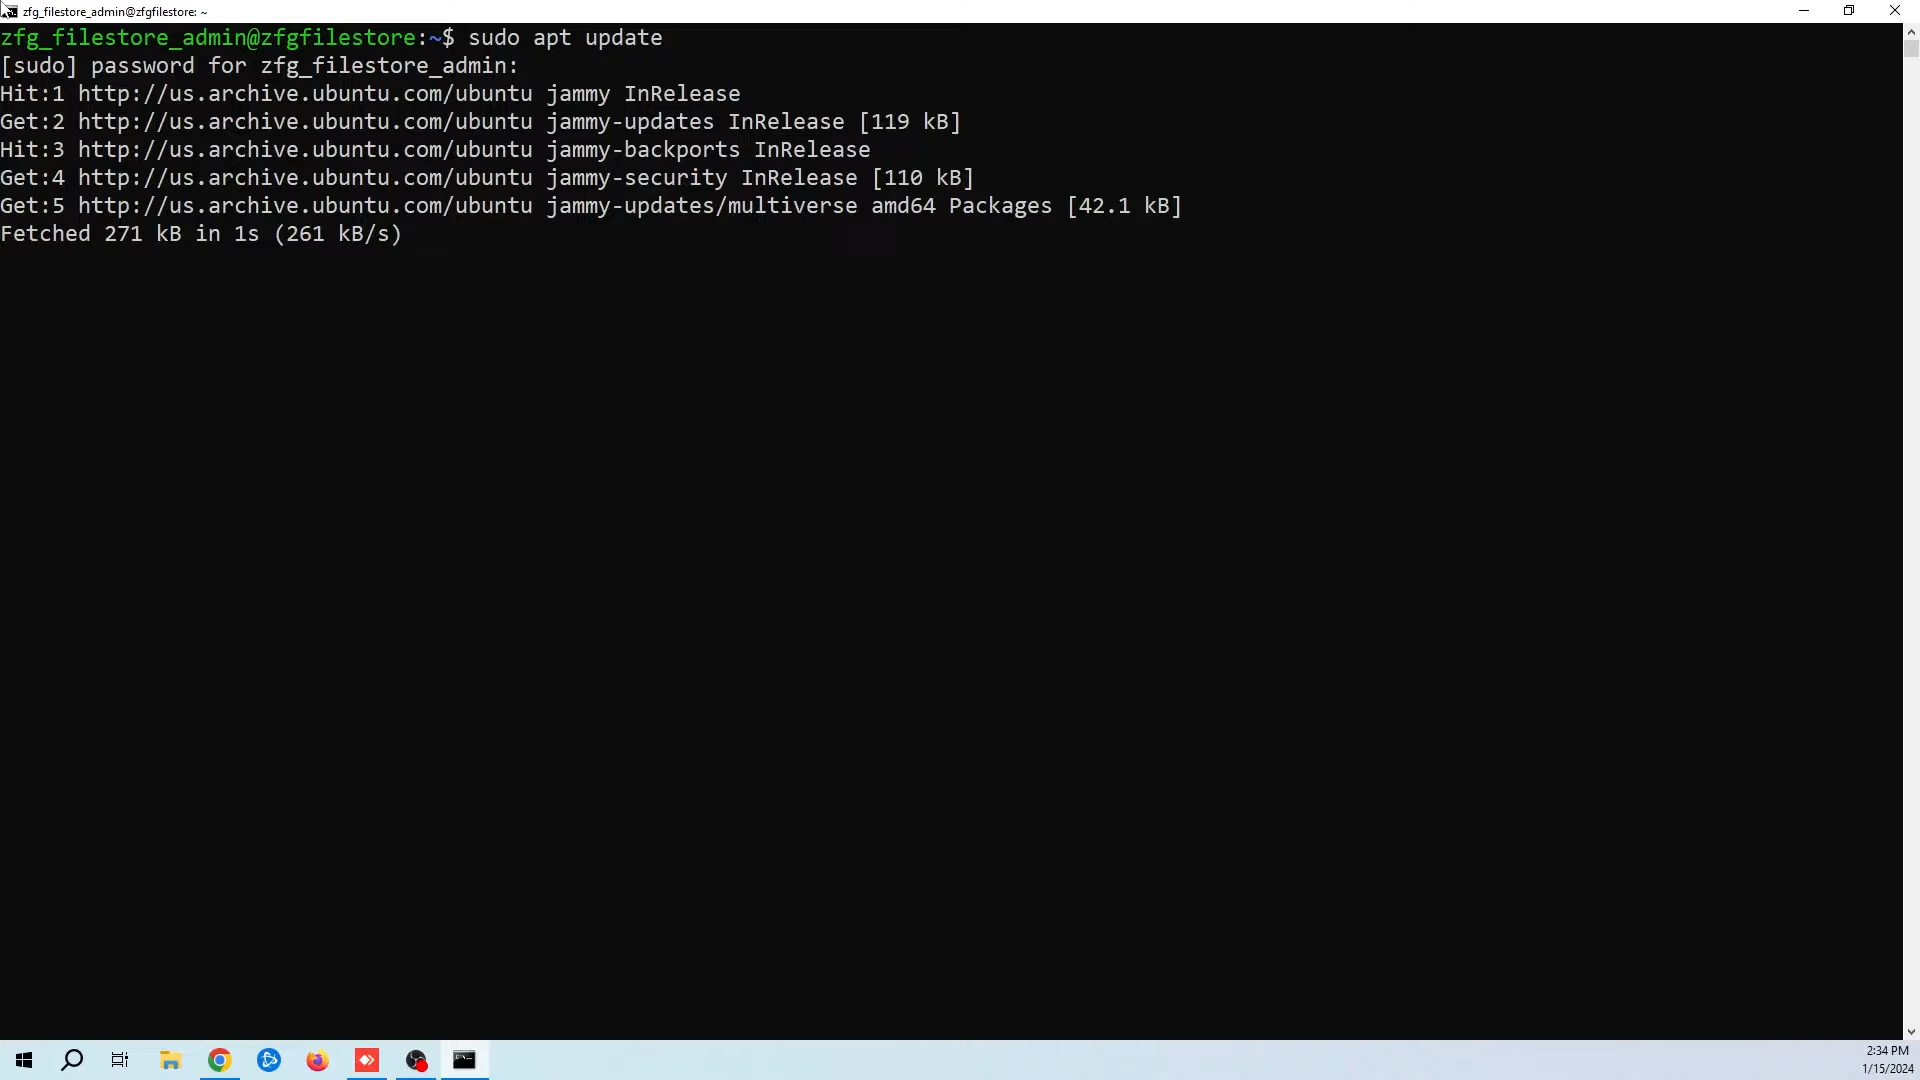 zfg_filestore_admin@zfgfilestore: ~
zfg_filestore_admin@zfgfilestore:~$ sudo apt update
[sudo] password for zfg_filestore_admin:
Hit:1 http://us.archive.ubuntu.com/ubuntu jammy InRelease
Get:2 http://us.archive.ubuntu.com/ubuntu jammy-updates InRelease [119 kB]
Hit:3 http://us.archive.ubuntu.com/ubuntu jammy-backports InRelease
Get:4 http://us.archive.ubuntu.com/ubuntu jammy-security InRelease [110 kB]
Get:5 http://us.archive.ubuntu.com/ubuntu jammy-updates/multiverse amd64 Packages [42.1 kB]
Fetched 271 kB in 1s (261 kB/s)
2:34 PM
1/15/2024